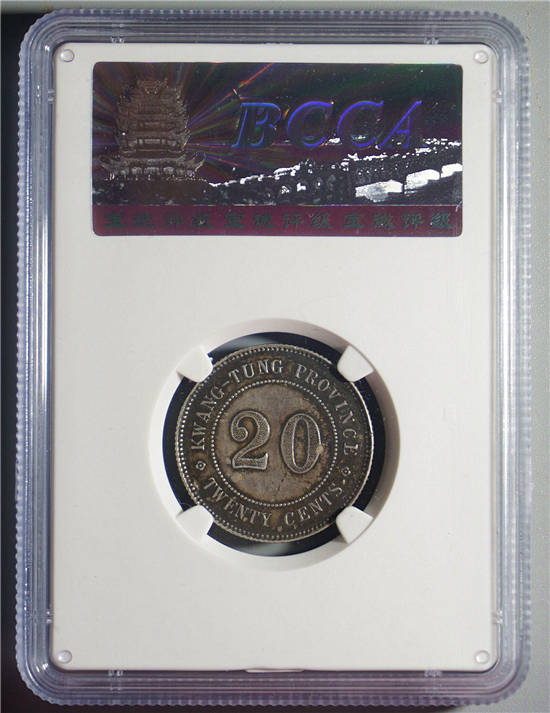 BCCA
KWANG-TUNG PROVINCE
20
TWENTY CENTS